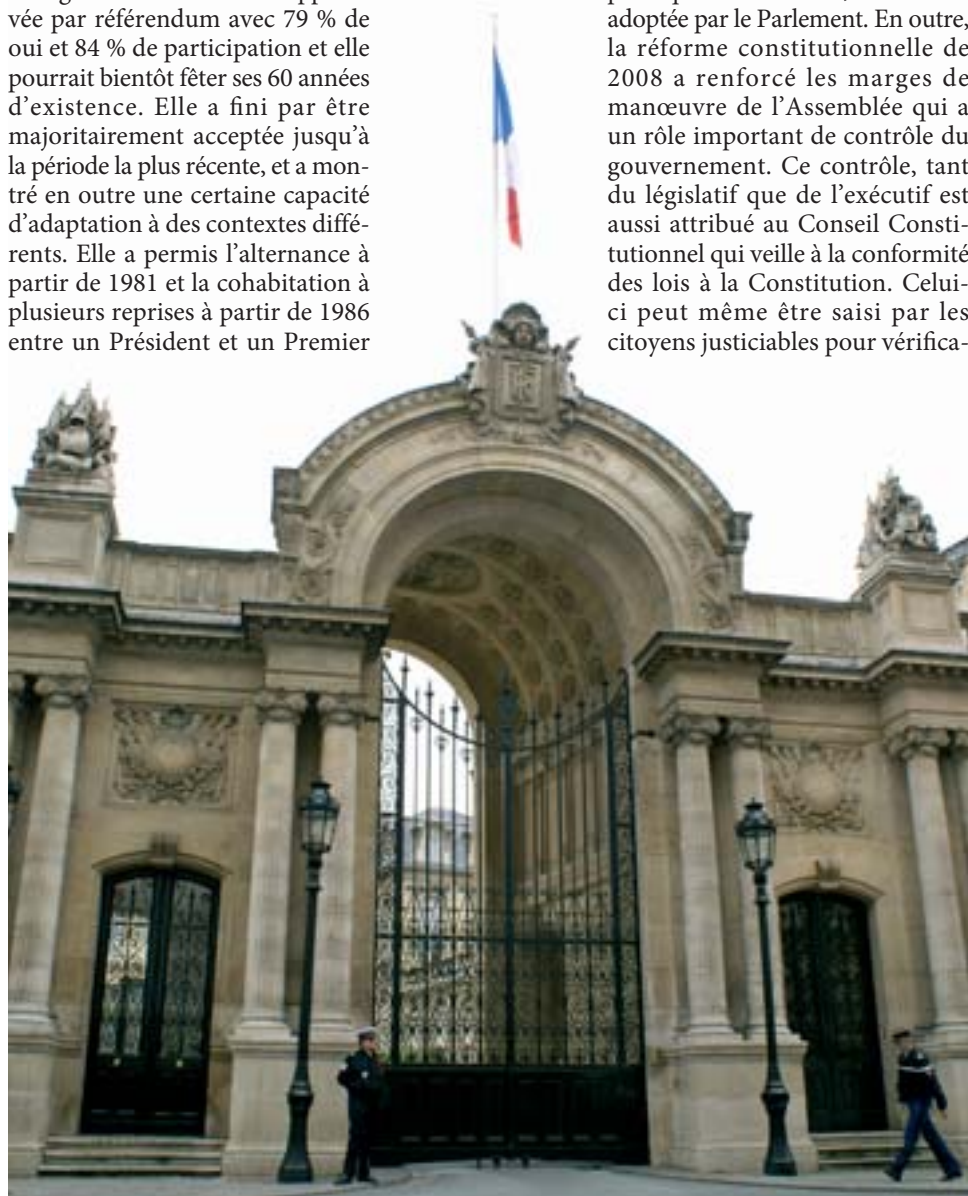 vée par référendum avec 79 % de
oui et 84 % de participation et elle
pourrait bientôt fêter ses 60 années
d'existence. Elle a fini par être
majoritairement acceptée jusqu'à
la période la plus récente, et a mon-
tré en outre une certaine capacité
d'adaptation à des contextes diffé-
rents. Elle a permis l'alternance à
partir de 1981 et la cohabitation à
plusieurs reprises à partir de 1986
entre un Président et un Premier
adoptée par le Parlement. En outre,
la réforme constitutionnelle de
2008 a renforcé les marges de
manœuvre de l'Assemblée qui a
un rôle important de contrôle du
gouvernement. Ce contrôle, tant
du législatif que de l'exécutif est
aussi attribué au Conseil Consti-
tutionnel qui veille à la conformité
des lois à la Constitution. Celui-
ci peut même être saisi par les
citoyens justiciables pour vérifica-